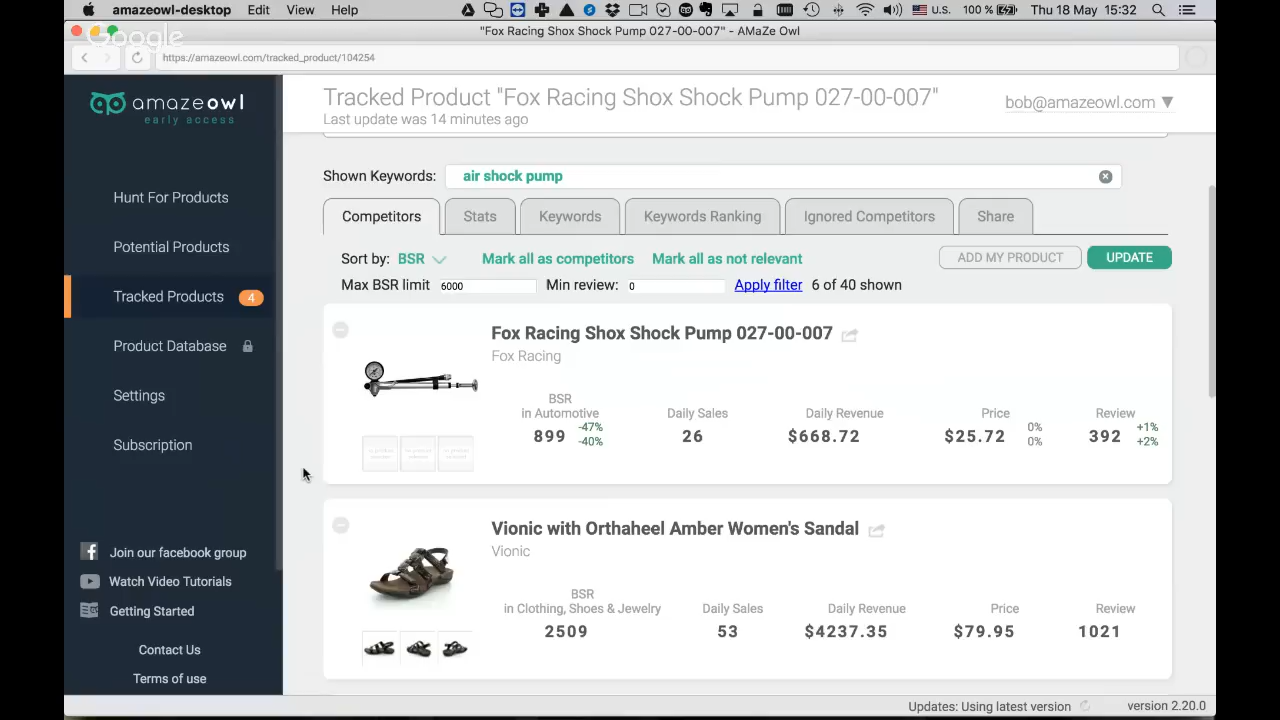 amazeowl-desktop Edit View Help U.S. 100 % Thu 18 May 15:32
Google
"Fox Racing Shox Shock Pump 027-00-007" - AMaZe Owl
https://amazeowl.com/tracked_product/104254
amazeowl
early access
Tracked Product "Fox Racing Shox Shock Pump 027-00-007"
Last update was 14 minutes ago
bob@amazeowl.com ▼
Hunt For Products
Potential Products
Tracked Products 4
Product Database
Settings
Subscription
Join our facebook group
Watch Video Tutorials
Getting Started
Contact Us
Terms of use
Shown Keywords: air shock pump
Competitors Stats Keywords Keywords Ranking Ignored Competitors Share
Sort by: BSR Mark all as competitors Mark all as not relevant ADD MY PRODUCT UPDATE
Max BSR limit 6000 Min review: 0 Apply filter 6 of 40 shown
Fox Racing Shox Shock Pump 027-00-007
Fox Racing
BSR
in Automotive Daily Sales Daily Revenue Price Review
899 -47% -40% 26 $668.72 $25.72 0% 0% 392 +1% +2%
Vionic with Orthaheel Amber Women's Sandal
Vionic
BSR
in Clothing, Shoes & Jewelry Daily Sales Daily Revenue Price Review
2509 53 $4237.35 $79.95 1021
Updates: Using latest version version 2.20.0